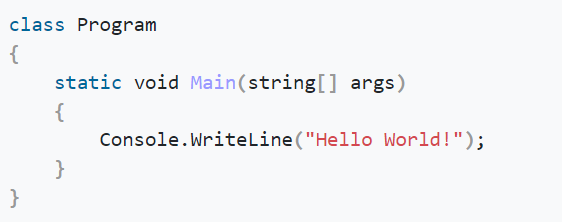 class Program
{
    static void Main(string[] args)
    {
        Console.WriteLine("Hello World!");
    }
}